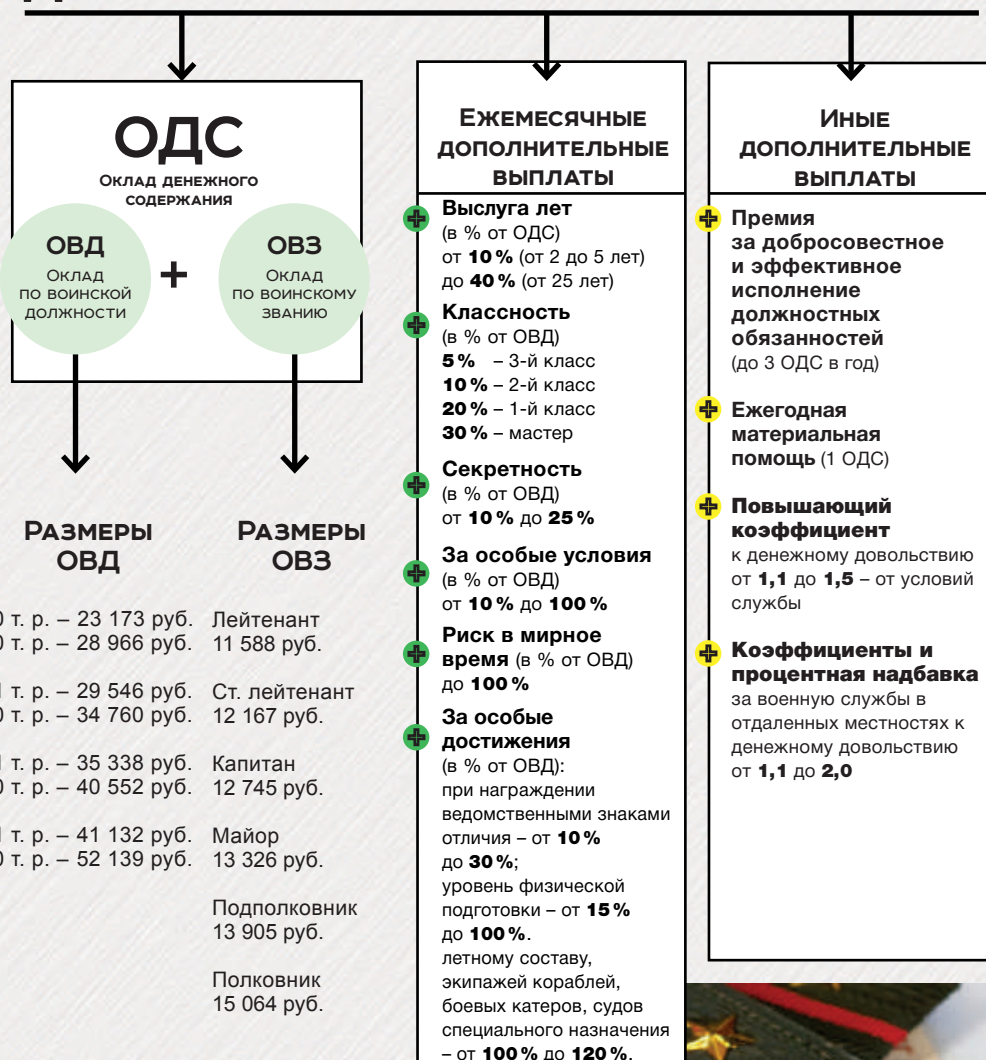 ОДС
Оклад денежного
содержания
ОВД
Оклад
по воинской
должности
+
ОВЗ
Оклад
по воинскому
званию
Размеры
ОВД
0 т. р. – 23 173 руб.
0 т. р. – 28 966 руб.
т. р. – 29 546 руб.
0 т. р. – 34 760 руб.
т. р. – 35 338 руб.
0 т. р. – 40 552 руб.
т. р. – 41 132 руб.
0 т. р. – 52 139 руб.
Размеры
ОВЗ
Лейтенант
11 588 руб.
Ст. лейтенант
12 167 руб.
Капитан
12 745 руб.
Майор
13 326 руб.
Подполковник
13 905 руб.
Полковник
15 064 руб.
Ежемесячные
дополнительные
выплаты
Выслуга лет
(в % от ОДС)
от 10 % (от 2 до 5 лет)
до 40 % (от 25 лет)
Классность
(в % от ОВД)
5 % – 3-й класс
10 % – 2-й класс
20 % – 1-й класс
30 % – мастер
Секретность
(в % от ОВД)
от 10 % до 25 %
За особые условия
(в % от ОВД)
от 10 % до 100 %
Риск в мирное
время (в % от ОВД)
до 100 %
За особые
достижения
(в % от ОВД):
при награждении
ведомственными знаками
отличия – от 10 %
до 30 %;
уровень физической
подготовки – от 15 %
до 100 %.
летному составу,
экипажей кораблей,
боевых катеров, судов
специального назначения
– от 100 % до 120 %.
Иные
дополнительные
выплаты
Премия
за добросовестное
и эффективное
исполнение
должностных
обязанностей
(до 3 ОДС в год)
Ежегодная
материальная
помощь (1 ОДС)
Повышающий
коэффициент
к денежному довольствию
от 1,1 до 1,5 – от условий
службы
Коэффициенты и
процентная надбавка
за военную службы в
отдаленных местностях к
денежному довольствию
от 1,1 до 2,0